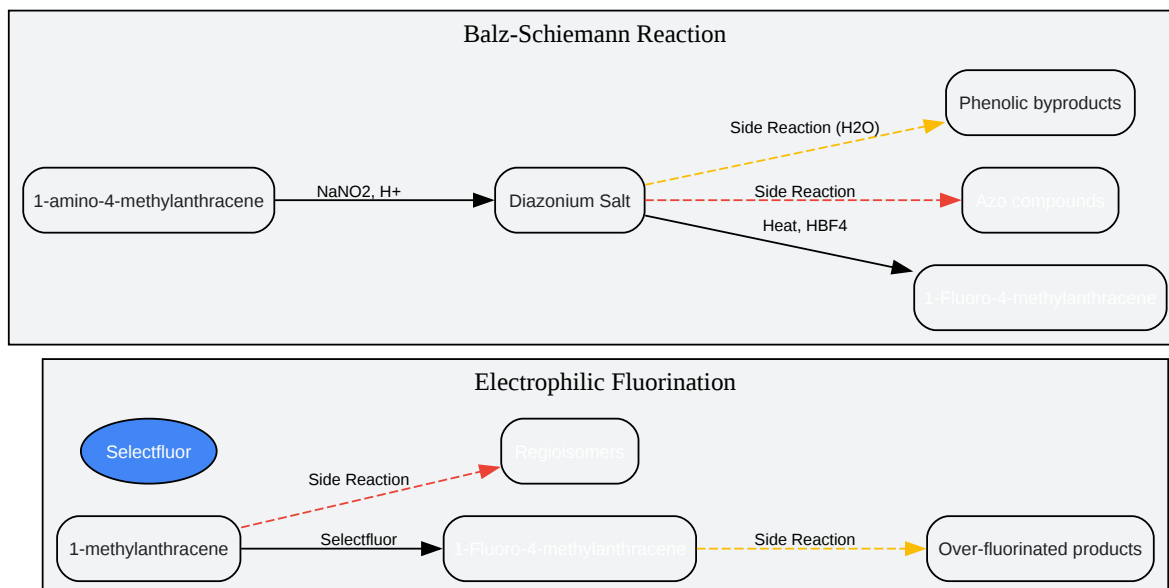 Balz-Schiemann Reaction
Phenolic byproducts
Side Reaction (H2O)
1-amino-4-methylanthracene
NaNO2, H+
Diazonium Salt
Side Reaction
Azo compounds
Heat, HBF4
1-Fluoro-4-methylanthracene
Electrophilic Fluorination
Selectfluor
Regioisomers
Side Reaction
1-methylanthracene
Selectfluor
1-Fluoro-4-methylanthracene
Side Reaction
Over-fluorinated products